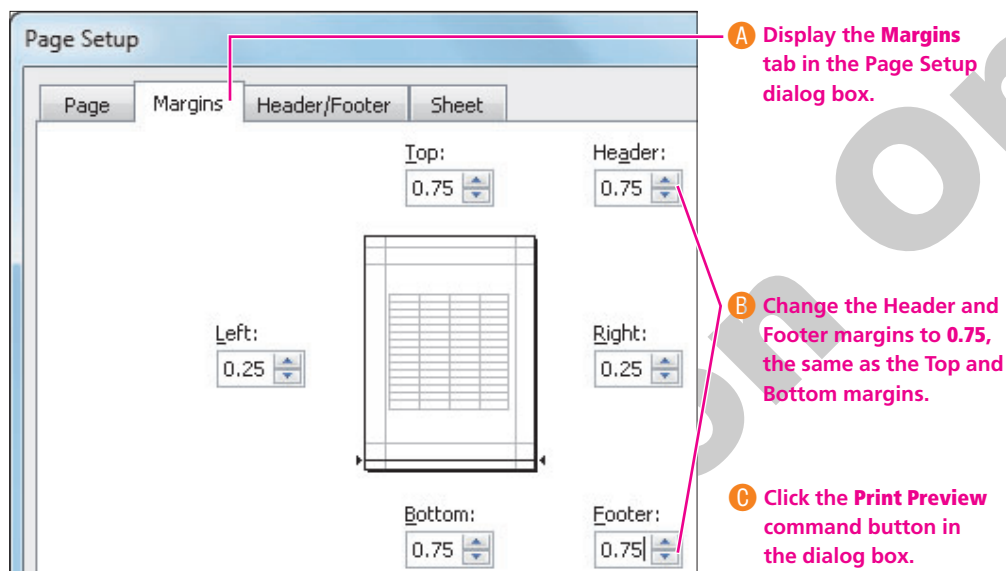 Page Setup
Page
Margins
Header/Footer
Sheet
Top:
Header:
0.75
0.75
Left:
Right:
0.25
0.25
Bottom:
Footer:
0.75
0.75
A Display the Margins
tab in the Page Setup
dialog box.
B Change the Header and
Footer margins to 0.75,
the same as the Top and
Bottom margins.
C Click the Print Preview
command button in
the dialog box.
on